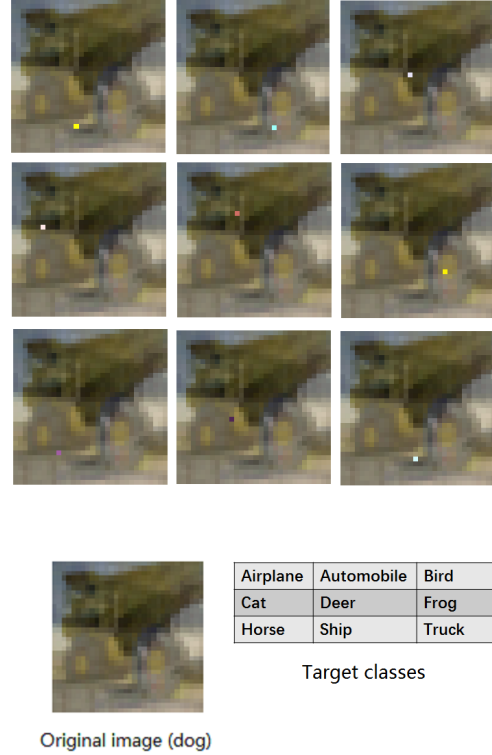 Airplane Automobile Bird
Cat Deer Frog
Horse Ship Truck
Target classes
Original image (dog)